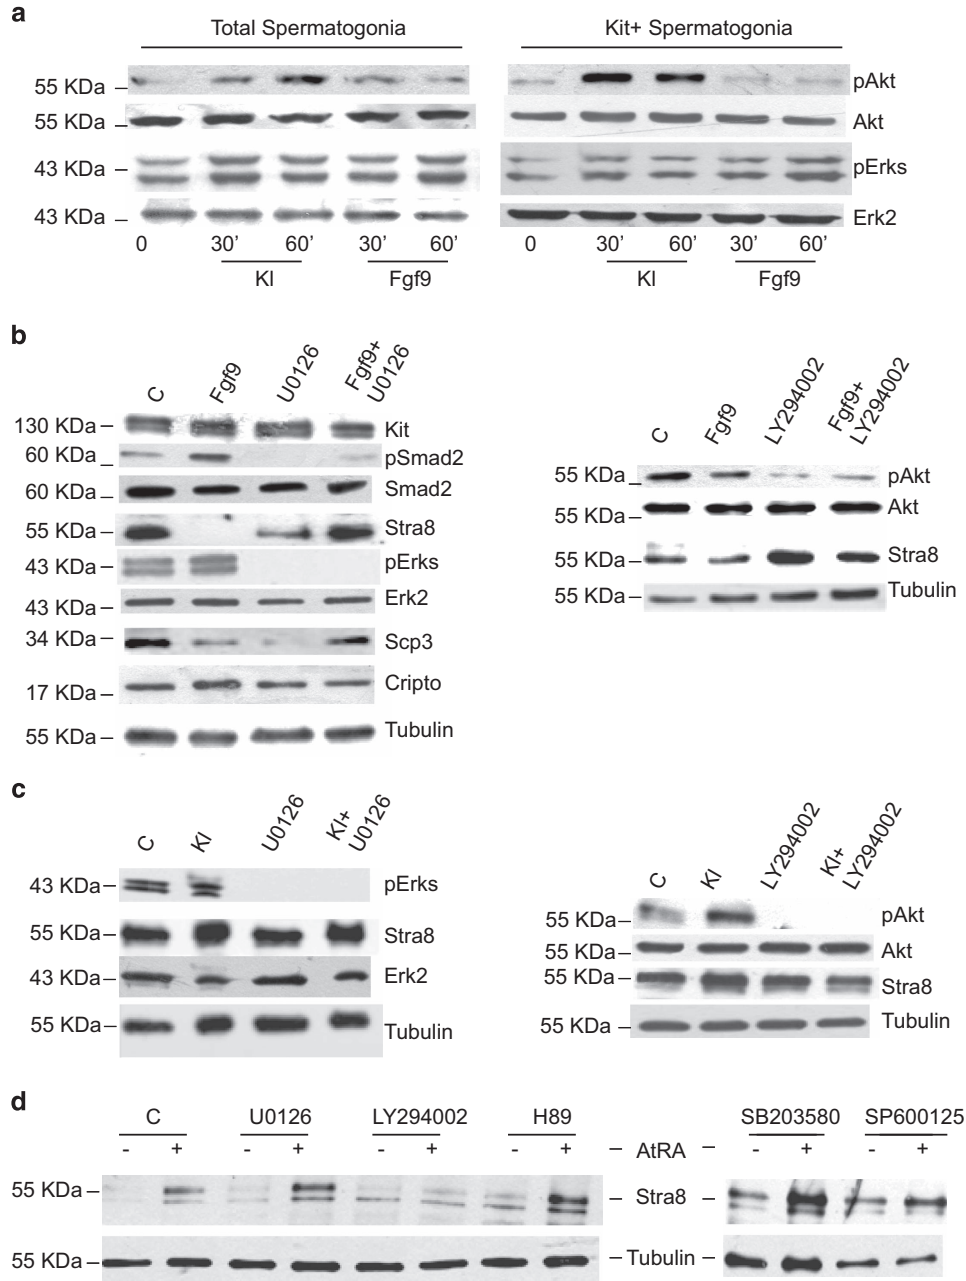 a
Total Spermatogonia
Kit+ Spermatogonia
55 KDa
pAkt
55 KDa
Akt
43 KDa
pErks
43 KDa
Erk2
0 30' 60' 30' 60' 0 30' 60' 30' 60'
Kl Fgf9 Kl Fgf9
b
C Fgf9 U0126 Fgf9+ U0126
130 KDa Kit
60 KDa pSmad2
60 KDa Smad2
55 KDa Stra8
43 KDa pErks
43 KDa Erk2
34 KDa Scp3
17 KDa Cripto
55 KDa Tubulin
C Fgf9 LY294002 Fgf9+ LY294002
55 KDa pAkt
55 KDa Akt
55 KDa Stra8
55 KDa Tubulin
c
C Kl U0126 Kl+ U0126
43 KDa pErks
55 KDa Stra8
43 KDa Erk2
55 KDa Tubulin
C Kl LY294002 Kl+ LY294002
55 KDa pAkt
55 KDa Akt
55 KDa Stra8
55 KDa Tubulin
d
C U0126 LY294002 H89 SB203580 SP600125
- + - + - + - + – AtRA – - + - +
55 KDa – Stra8 –
55 KDa – Tubulin –